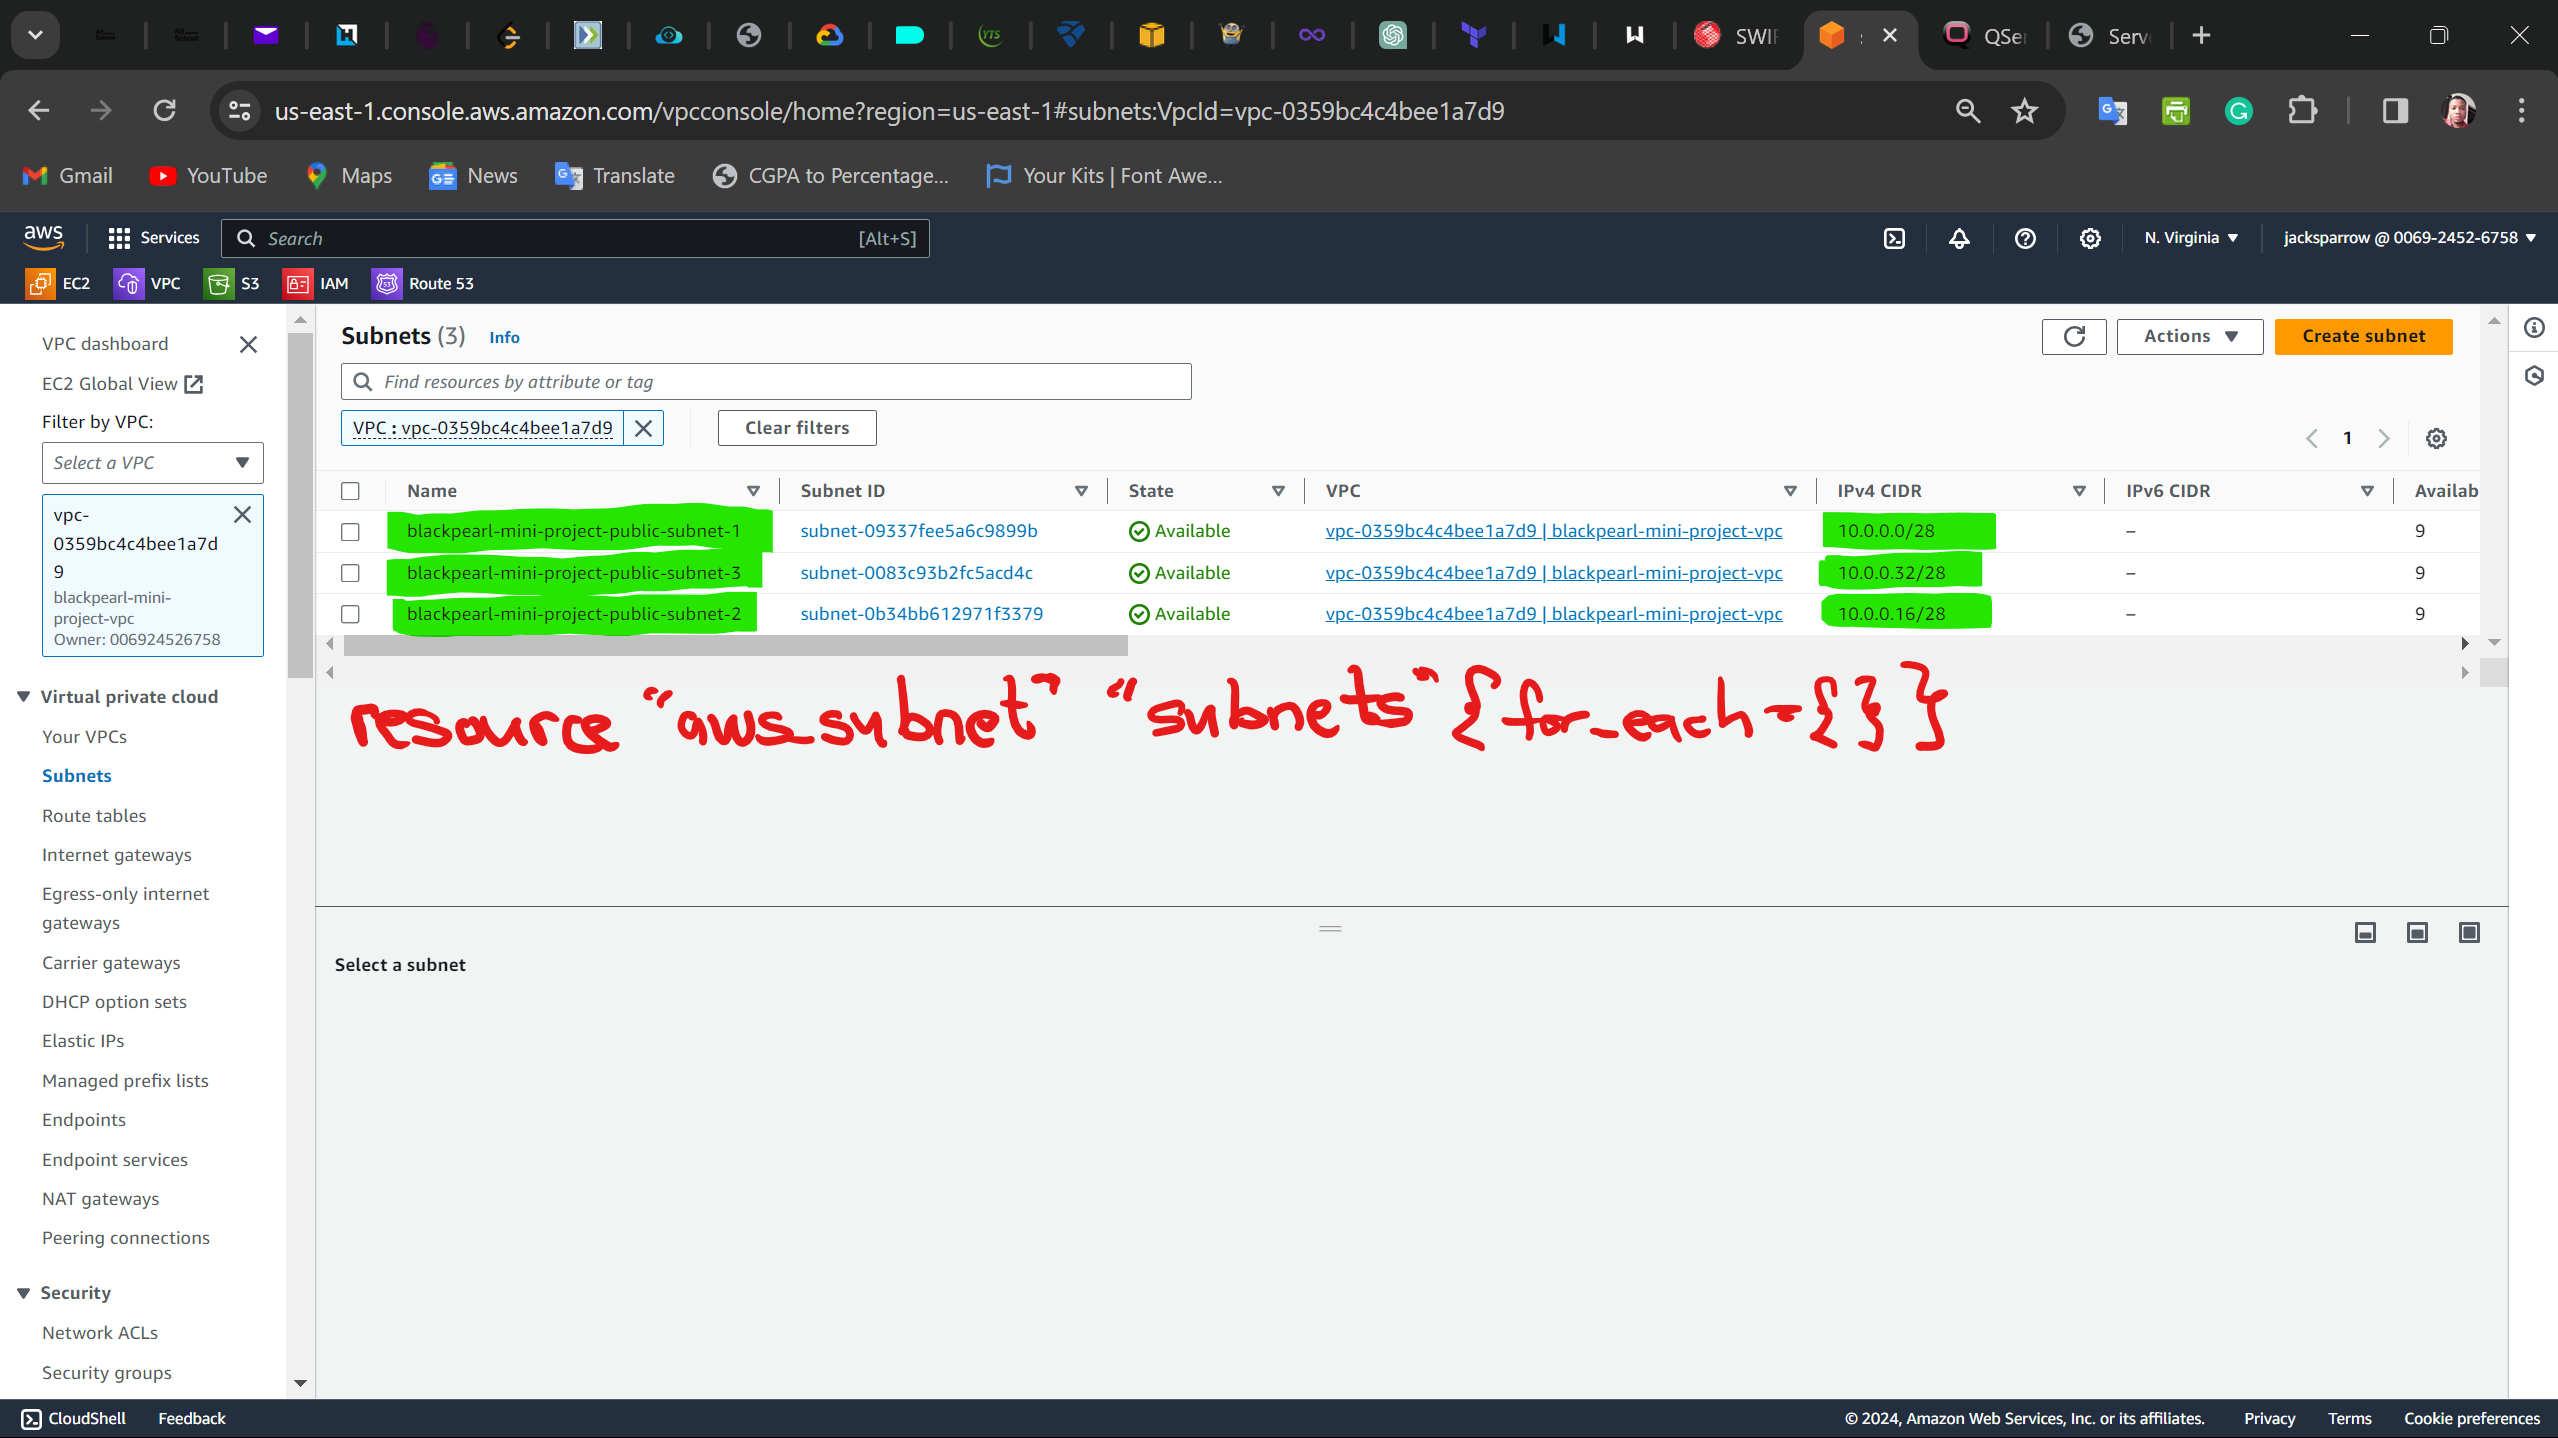 YTS
SWIF
QSer
Serv
us-east-1.console.aws.amazon.com/vpcconsole/home?region=us-east-1#subnets:VpcId=vpc-0359bc4c4bee1a7d9
Gmail YouTube Maps News Translate CGPA to Percentage... Your Kits | Font Awe...
aws Services Search [Alt+S] N. Virginia jacksparrow @ 0069-2452-6758
EC2 VPC S3 IAM Route 53
VPC dashboard
EC2 Global View
Filter by VPC:
Select a VPC
vpc-
0359bc4c4bee1a7d
9
blackpearl-mini-
project-vpc
Owner: 006924526758
Virtual private cloud
Your VPCs
Subnets
Route tables
Internet gateways
Egress-only internet
gateways
Carrier gateways
DHCP option sets
Elastic IPs
Managed prefix lists
Endpoints
Endpoint services
NAT gateways
Peering connections
Security
Network ACLs
Security groups
Subnets (3) Info Actions Create subnet
Find resources by attribute or tag
VPC : vpc-0359bc4c4bee1a7d9 Clear filters
1
Name Subnet ID State VPC IPv4 CIDR IPv6 CIDR Availab
blackpearl-mini-project-public-subnet-1 subnet-09337fee5a6c9899b Available vpc-0359bc4c4bee1a7d9 | blackpearl-mini-project-vpc 10.0.0.0/28 – 9
blackpearl-mini-project-public-subnet-3 subnet-0083c93b2fc5acd4c Available vpc-0359bc4c4bee1a7d9 | blackpearl-mini-project-vpc 10.0.0.32/28 – 9
blackpearl-mini-project-public-subnet-2 subnet-0b34bb612971f3379 Available vpc-0359bc4c4bee1a7d9 | blackpearl-mini-project-vpc 10.0.0.16/28 – 9
resource "aws_subnet" "subnets" {for_each={}}
Select a subnet
CloudShell Feedback © 2024, Amazon Web Services, Inc. or its affiliates. Privacy Terms Cookie preferences